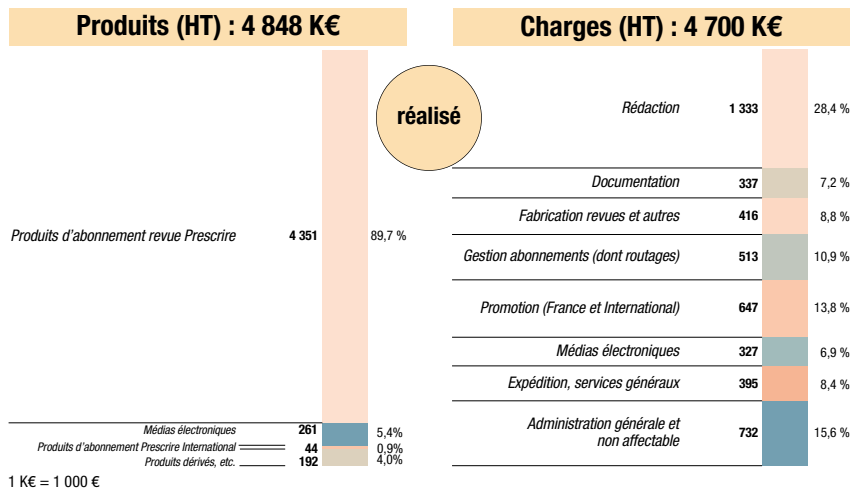 Produits (HT) : 4 848 K€
Produits d'abonnement revue Prescrire 4 351 89,7 %
Médias électroniques 261 5,4%
Produits d'abonnement Prescrire International 44 0,9%
Produits dérivés, etc. 192 4,0%
1 K€ = 1 000 €
réalisé
Charges (HT) : 4 700 K€
Rédaction 1 333 28,4 %
Documentation 337 7,2 %
Fabrication revues et autres 416 8,8 %
Gestion abonnements (dont routages) 513 10,9 %
Promotion (France et International) 647 13,8 %
Médias électroniques 327 6,9 %
Expédition, services généraux 395 8,4 %
Administration générale et
non affectable 732 15,6 %